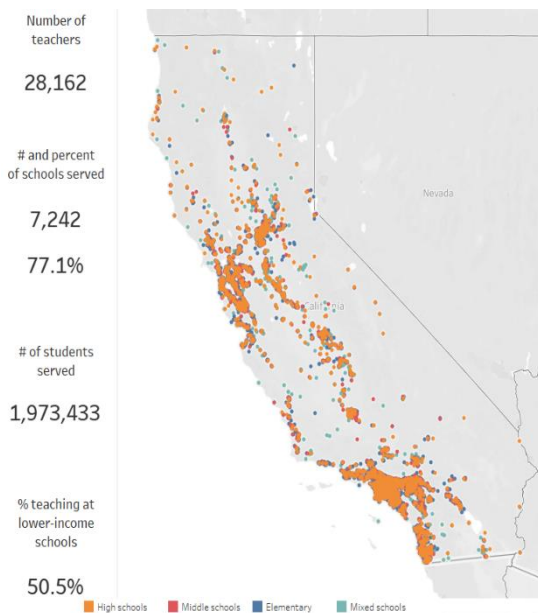 Number of
teachers
28,162
# and percent
of schools served
7,242
77.1%
# of students
served
1,973,433
% teaching at
lower-income
schools
50.5%
Nevada
California
High schools
Middle schools
Elementary
Mixed schools